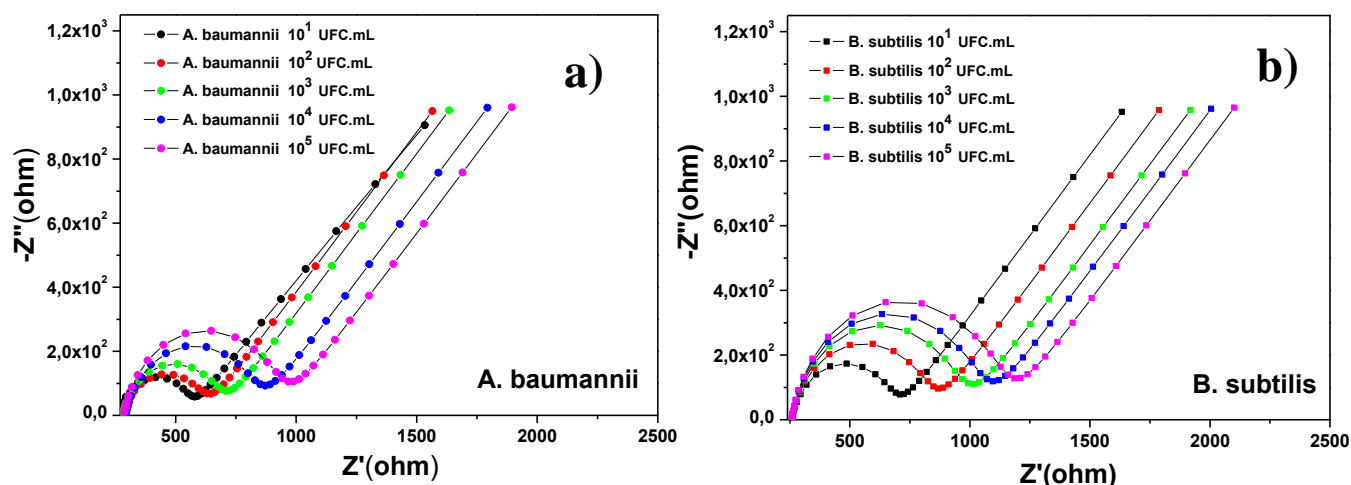 1,2x10³
1,0x10³
8,0x10²
6,0x10²
4,0x10²
2,0x10²
0,0
-Z''(ohm)
A. baumannii 10¹ UFC.mL
A. baumannii 10² UFC.mL
A. baumannii 10³ UFC.mL
A. baumannii 10⁴ UFC.mL
A. baumannii 10⁵ UFC.mL
a)
A. baumannii
500 1000 1500 2000 2500
Z'(ohm)
1,2x10³
1,0x10³
8,0x10²
6,0x10²
4,0x10²
2,0x10²
0,0
-Z''(ohm)
B. subtilis 10¹ UFC.mL
B. subtilis 10² UFC.mL
B. subtilis 10³ UFC.mL
B. subtilis 10⁴ UFC.mL
B. subtilis 10⁵ UFC.mL
b)
B. subtilis
500 1000 1500 2000 2500
Z'(ohm)